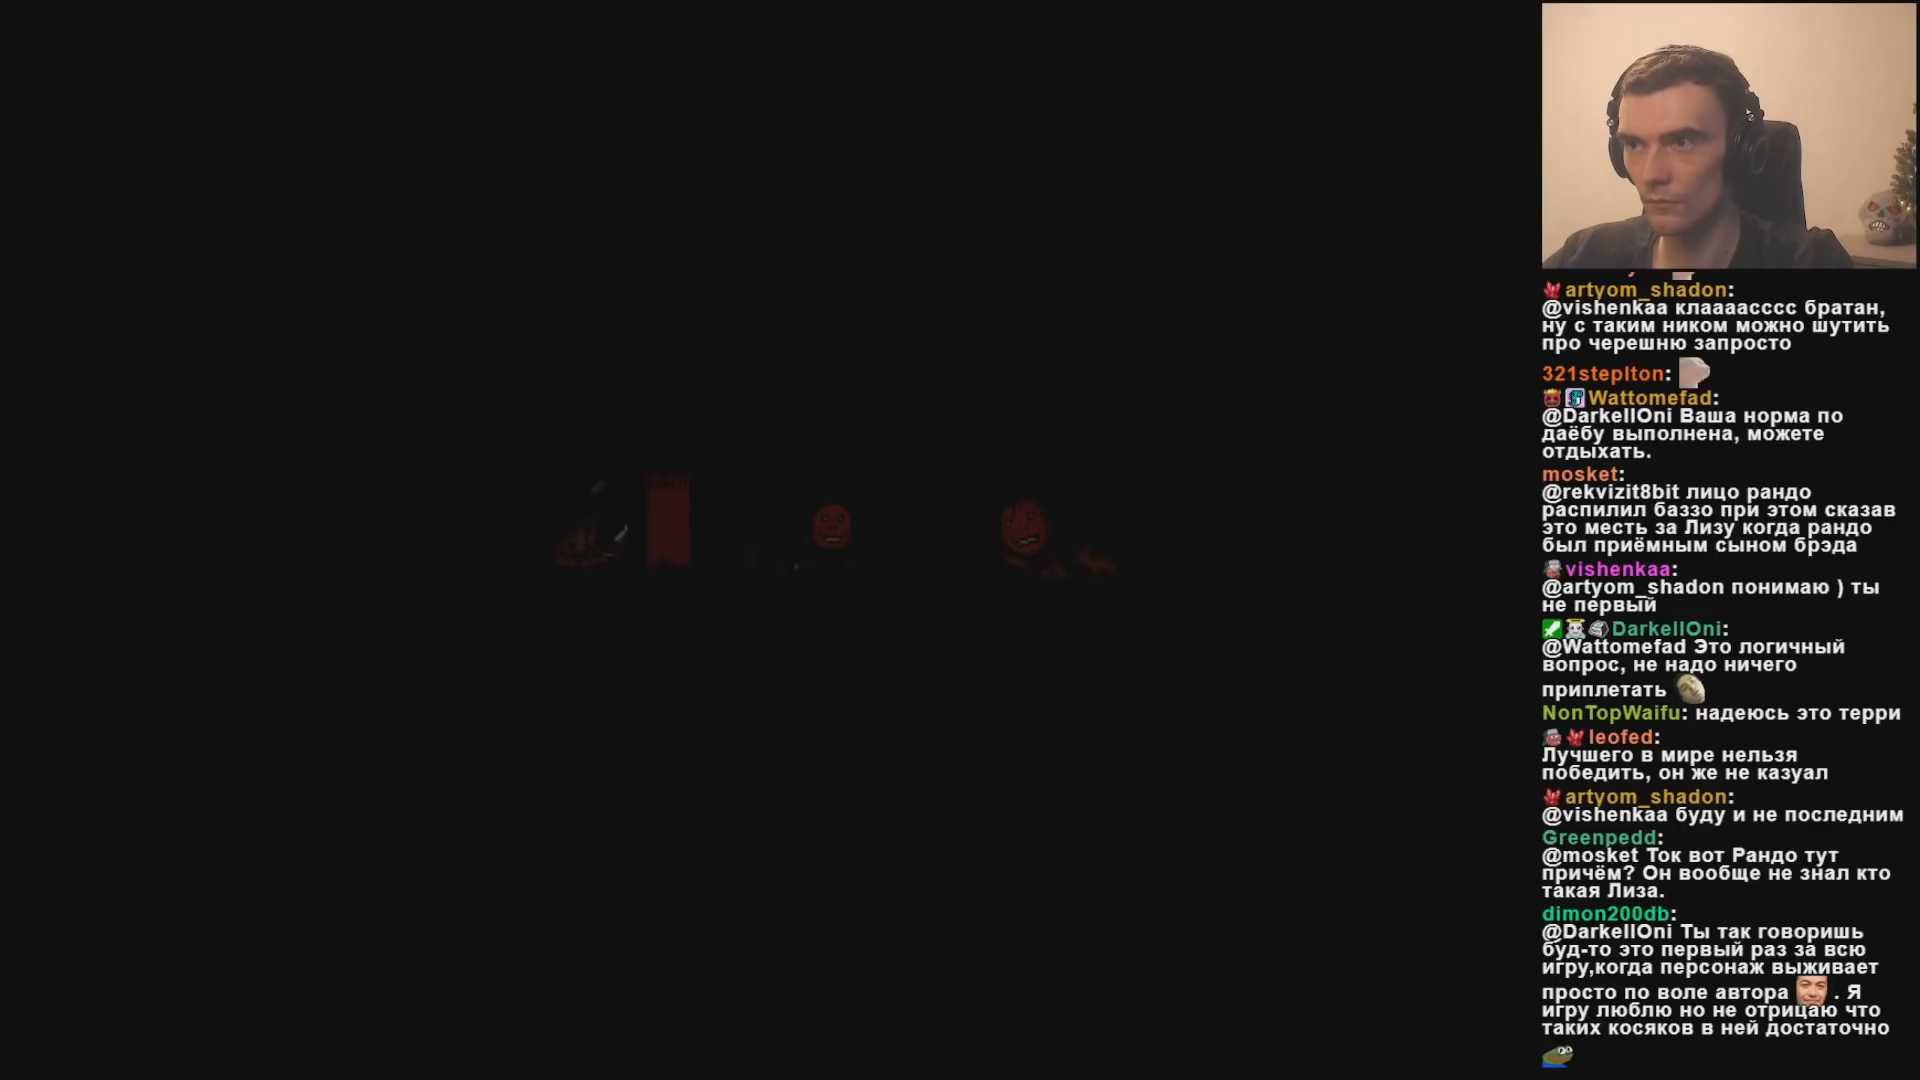 artyom_shadon:
@vishenkaa клаааасссс братан,
ну с таким ником можно шутить
про черешню запросто
321steplton:
Wattomefad:
@DarkellOni Ваша норма по
даёбу выполнена, можете
отдыхать.
mosket:
@rekvizit8bit лицо рандо
распилил баззо при этом сказав
это месть за Лизу когда рандо
был приёмным сыном брэда
vishenkaa:
@artyom_shadon понимаю ) ты
не первый
DarkellOni:
@Wattomefad Это логичный
вопрос, не надо ничего
приплетать
NonTopWaifu: надеюсь это терри
leofed:
Лучшего в мире нельзя
победить, он же не казуал
artyom_shadon:
@vishenkaa буду и не последним
Greenpedd:
@mosket Ток вот Рандо тут
причём? Он вообще не знал кто
такая Лиза.
dimon200db:
@DarkellOni Ты так говоришь
буд-то это первый раз за всю
игру,когда персонаж выживает
просто по воле автора . Я
игру люблю но не отрицаю что
таких косяков в ней достаточно